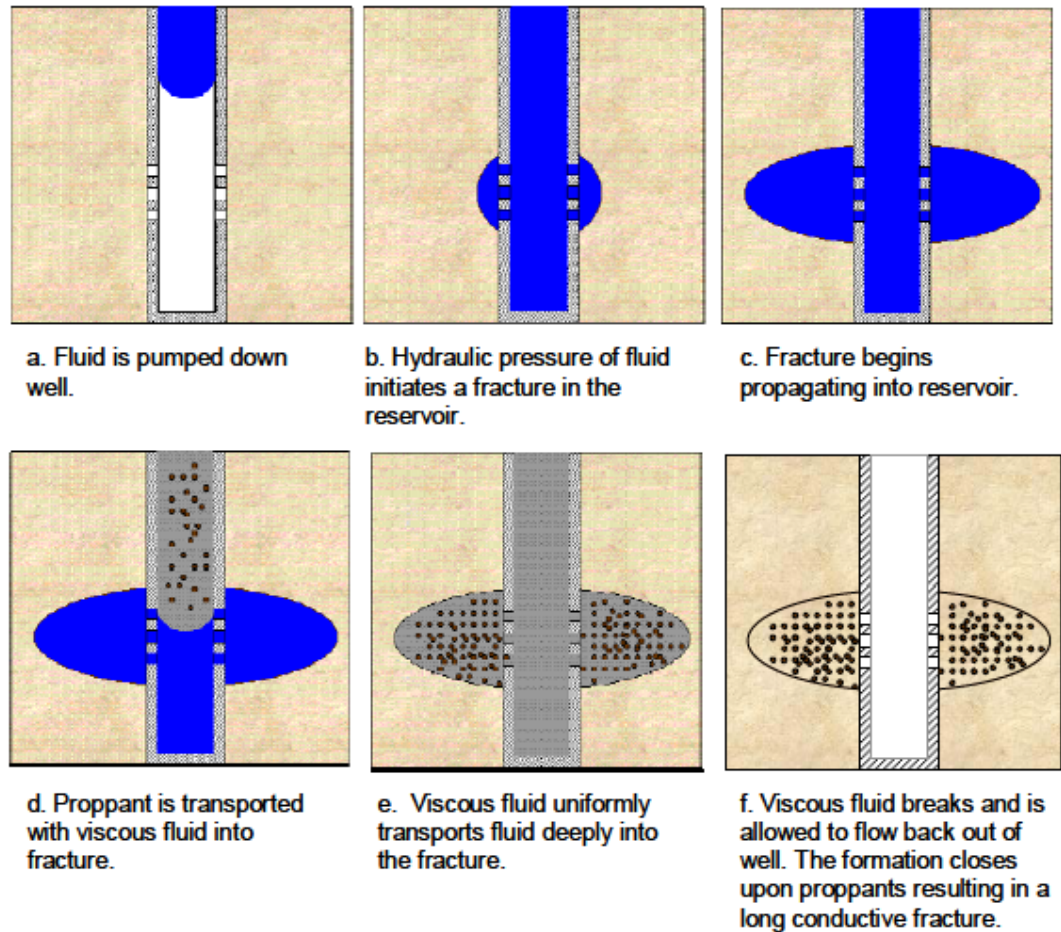 a. Fluid is pumped down
well.
b. Hydraulic pressure of fluid
initiates a fracture in the
reservoir.
c. Fracture begins
propagating into reservoir.
d. Proppant is transported
with viscous fluid into
fracture.
e. Viscous fluid uniformly
transports fluid deeply into
the fracture.
f. Viscous fluid breaks and is
allowed to flow back out of
well. The formation closes
upon proppants resulting in a
long conductive fracture.